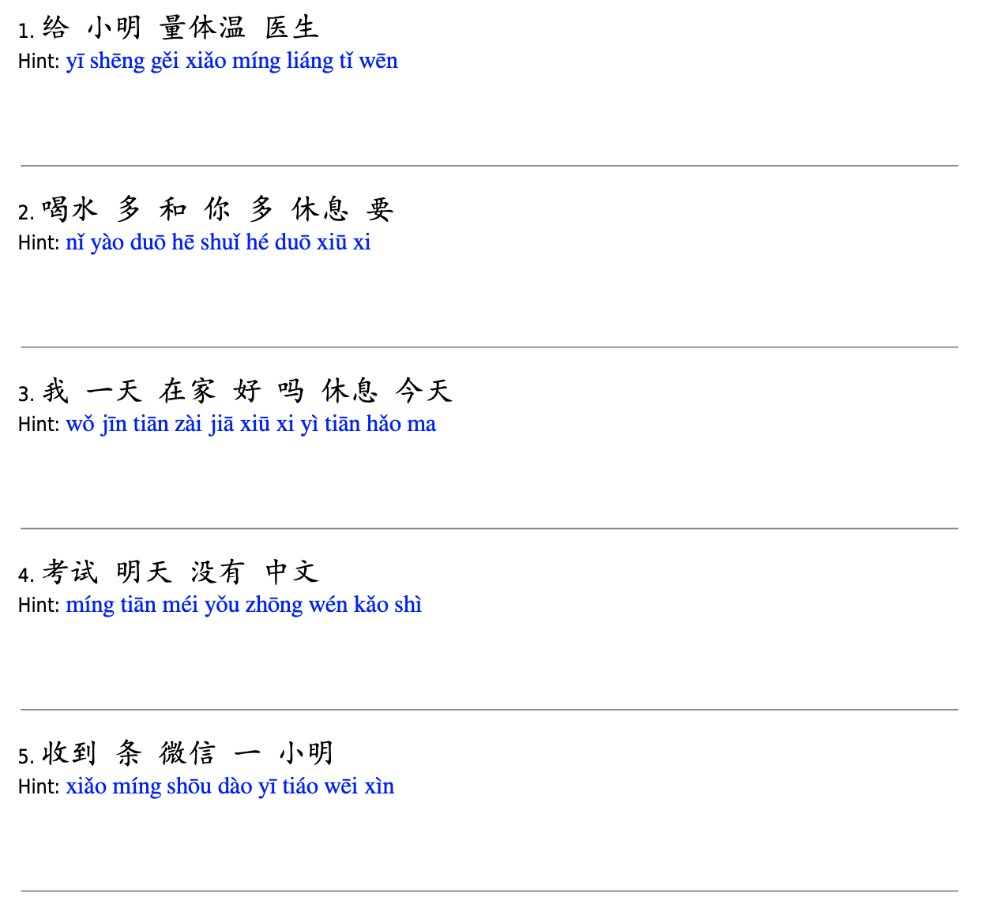 1. 给 小明 量体温 医生
Hint: yī shēng gěi xiǎo míng liáng tǐ wēn
2. 喝水 多 和 你 多 休息 要
Hint: nǐ yào duō hē shuǐ hé duō xiū xi
3. 我 一天 在家 好 吗 休息 今天
Hint: wǒ jīn tiān zài jiā xiū xi yì tiān hǎo ma
4. 考试 明天 没有 中文
Hint: míng tiān méi yǒu zhōng wén kǎo shì
5. 收到 条 微信 一 小明
Hint: xiǎo míng shōu dào yī tiáo wēi xìn